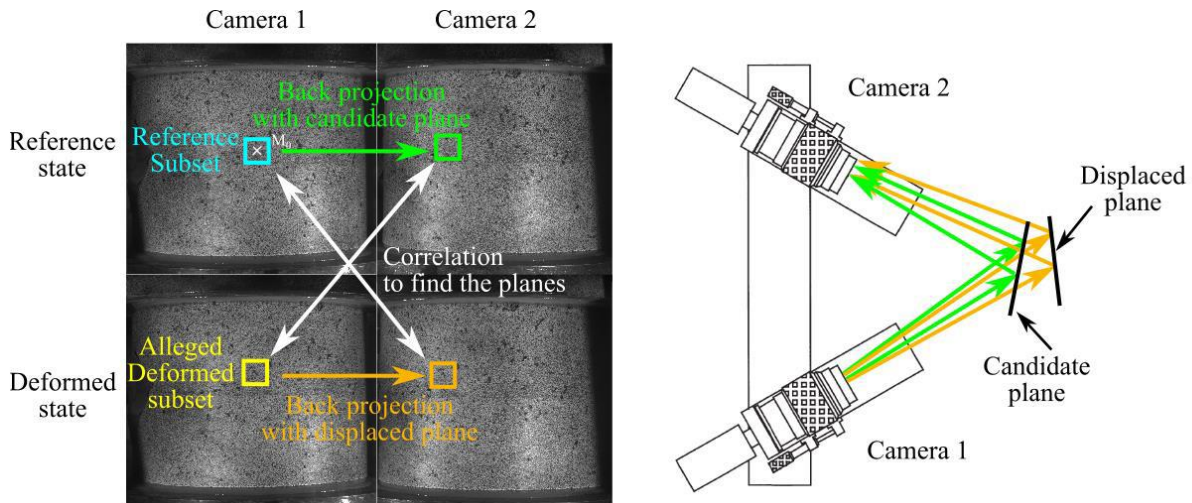 Camera 1
Camera 2
Reference
state
Reference
Subset
M₀
Back projection
with candidate plane
Correlation
to find the planes
Deformed
state
Alleged
Deformed
subset
Back projection
with displaced plane
Camera 2
Displaced
plane
Candidate
plane
Camera 1